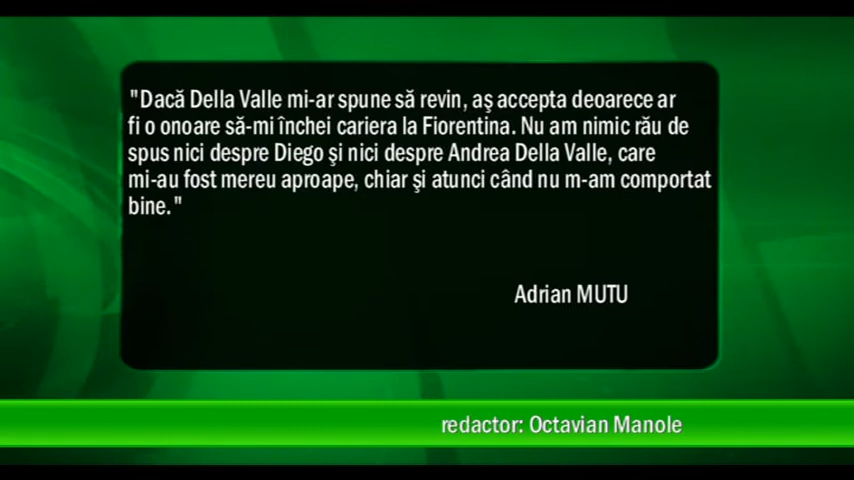 "Dacă Della Valle mi-ar spune să revin, aş accepta deoarece ar
fi o onoare să-mi închei cariera la Fiorentina. Nu am nimic rău de
spus nici despre Diego şi nici despre Andrea Della Valle, care
mi-au fost mereu aproape, chiar şi atunci când nu m-am comportat
bine."
Adrian MUTU
redactor: Octavian Manole